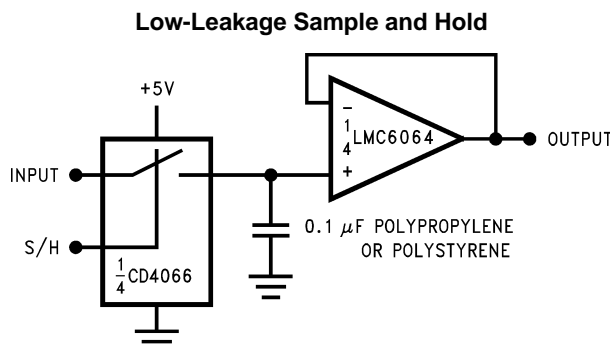 Low-Leakage Sample and Hold
+5V
INPUT
S/H
1/4 CD4066
−
1/4 LMC6064
+
OUTPUT
0.1 μF POLYPROPYLENE
OR POLYSTYRENE